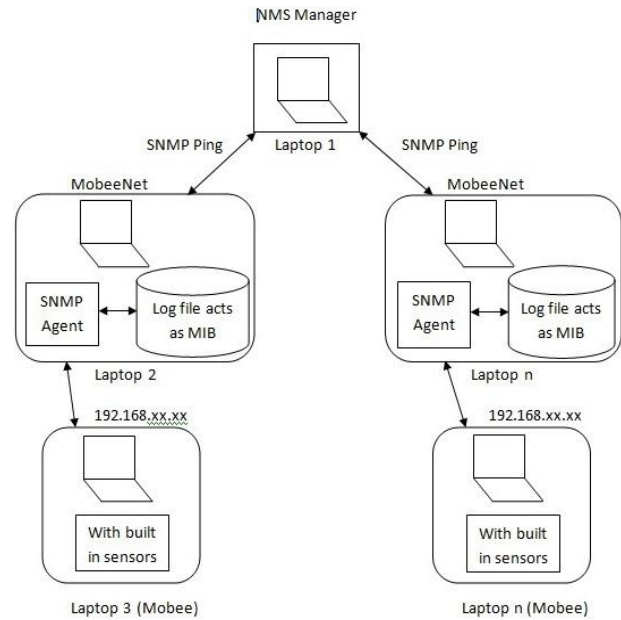 NMS Manager
Laptop 1
SNMP Ping
SNMP Ping
MobeeNet
SNMP
Agent
Log file acts
as MIB
Laptop 2
MobeeNet
SNMP
Agent
Log file acts
as MIB
Laptop n
192.168.xx.xx
With built
in sensors
Laptop 3 (Mobee)
192.168.xx.xx
With built
in sensors
Laptop n (Mobee)